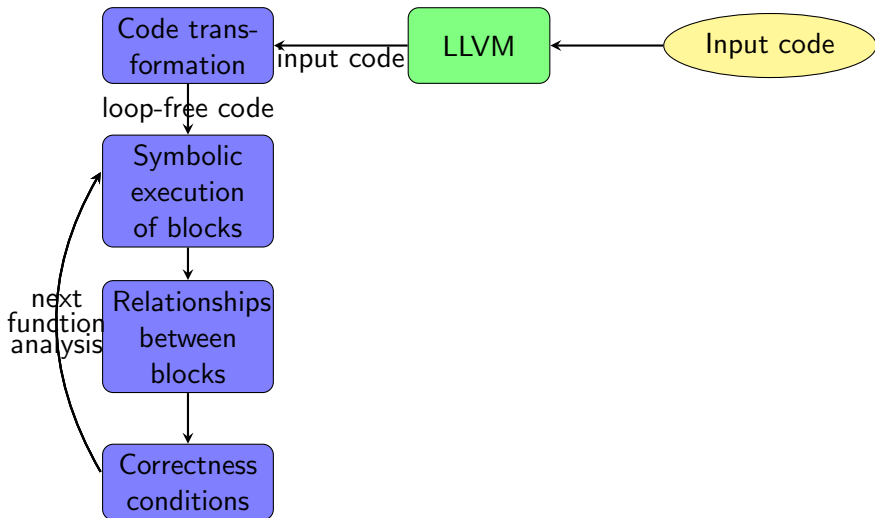 Code trans-
formation
input code
LLVM
Input code
loop-free code
Symbolic
execution
of blocks
next
function
analysis
Relationships
between
blocks
Correctness
conditions